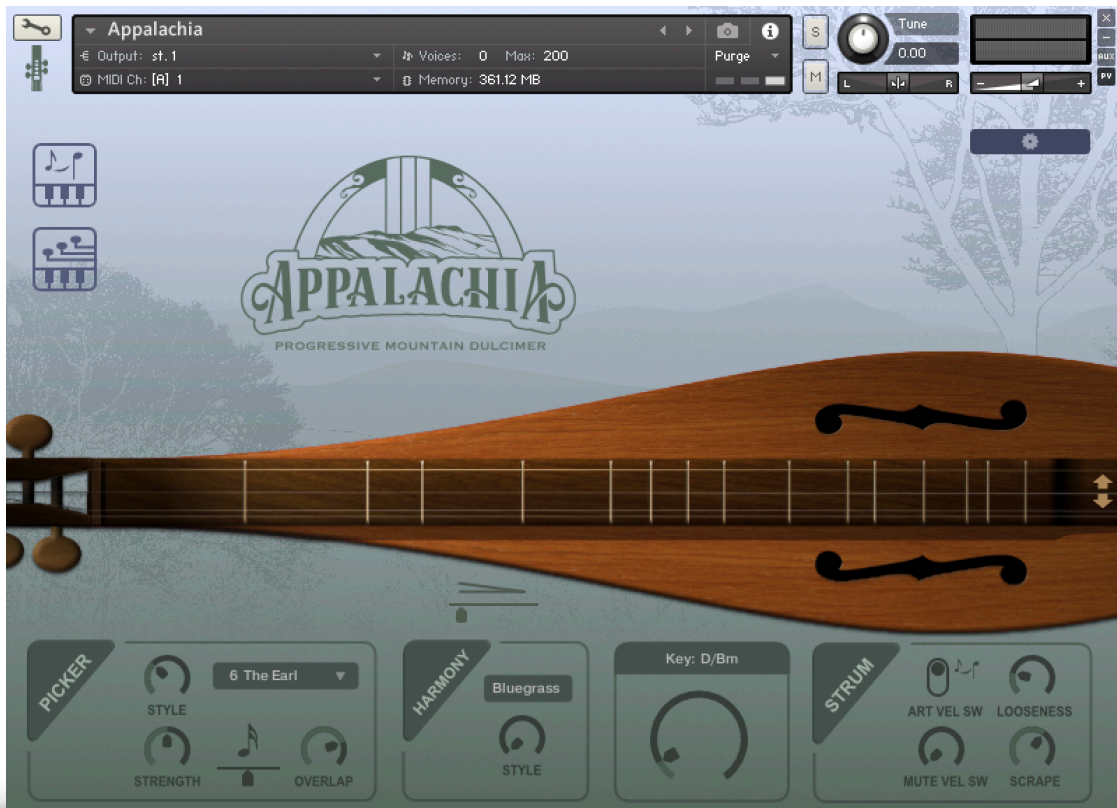 Appalachia
Output: st. 1
Voices: 0 Max: 200
Purge
MIDI Ch: [A] 1
Memory: 361.12 MB
S
M
Tune
0.00
L
R
-
+
×
-
AUX
PV
APPALACHIA
PROGRESSIVE MOUNTAIN DULCIMER
PICKER
6 The Earl
STYLE
STRENGTH
OVERLAP
HARMONY
Bluegrass
STYLE
Key: D/Bm
STRUM
ART VEL SW
LOOSENESS
MUTE VEL SW
SCRAPE